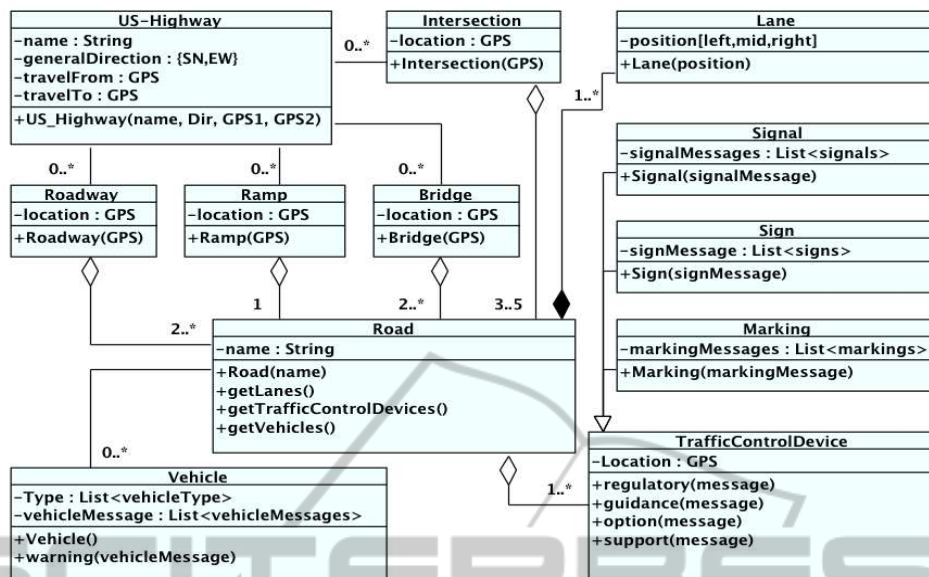 US-Highway
-name : String
-generalDirection : {SN,EW}
-travelFrom : GPS
-travelTo : GPS
+US_Highway(name, Dir, GPS1, GPS2)
0..*
Intersection
-location : GPS
+Intersection(GPS)
Lane
-position[left,mid,right]
+Lane(position)
1..*
Signal
-signalMessages : List<signals>
+Signal(signalMessage)
0..*
0..*
0..*
Roadway
-location : GPS
+Roadway(GPS)
Ramp
-location : GPS
+Ramp(GPS)
Bridge
-location : GPS
+Bridge(GPS)
Sign
-signMessage : List<signs>
+Sign(signMessage)
2..*
1
2..*
3..5
Road
-name : String
+Road(name)
+getLanes()
+getTrafficControlDevices()
+getVehicles()
Marking
-markingMessages : List<markings>
+Marking(markingMessage)
0..*
1..*
Vehicle
-Type : List<vehicleType>
-vehicleMessage : List<vehicleMessages>
+Vehicle()
+warning(vehicleMessage)
TrafficControlDevice
-Location : GPS
+regulatory(message)
+guidance(message)
+option(message)
+support(message)